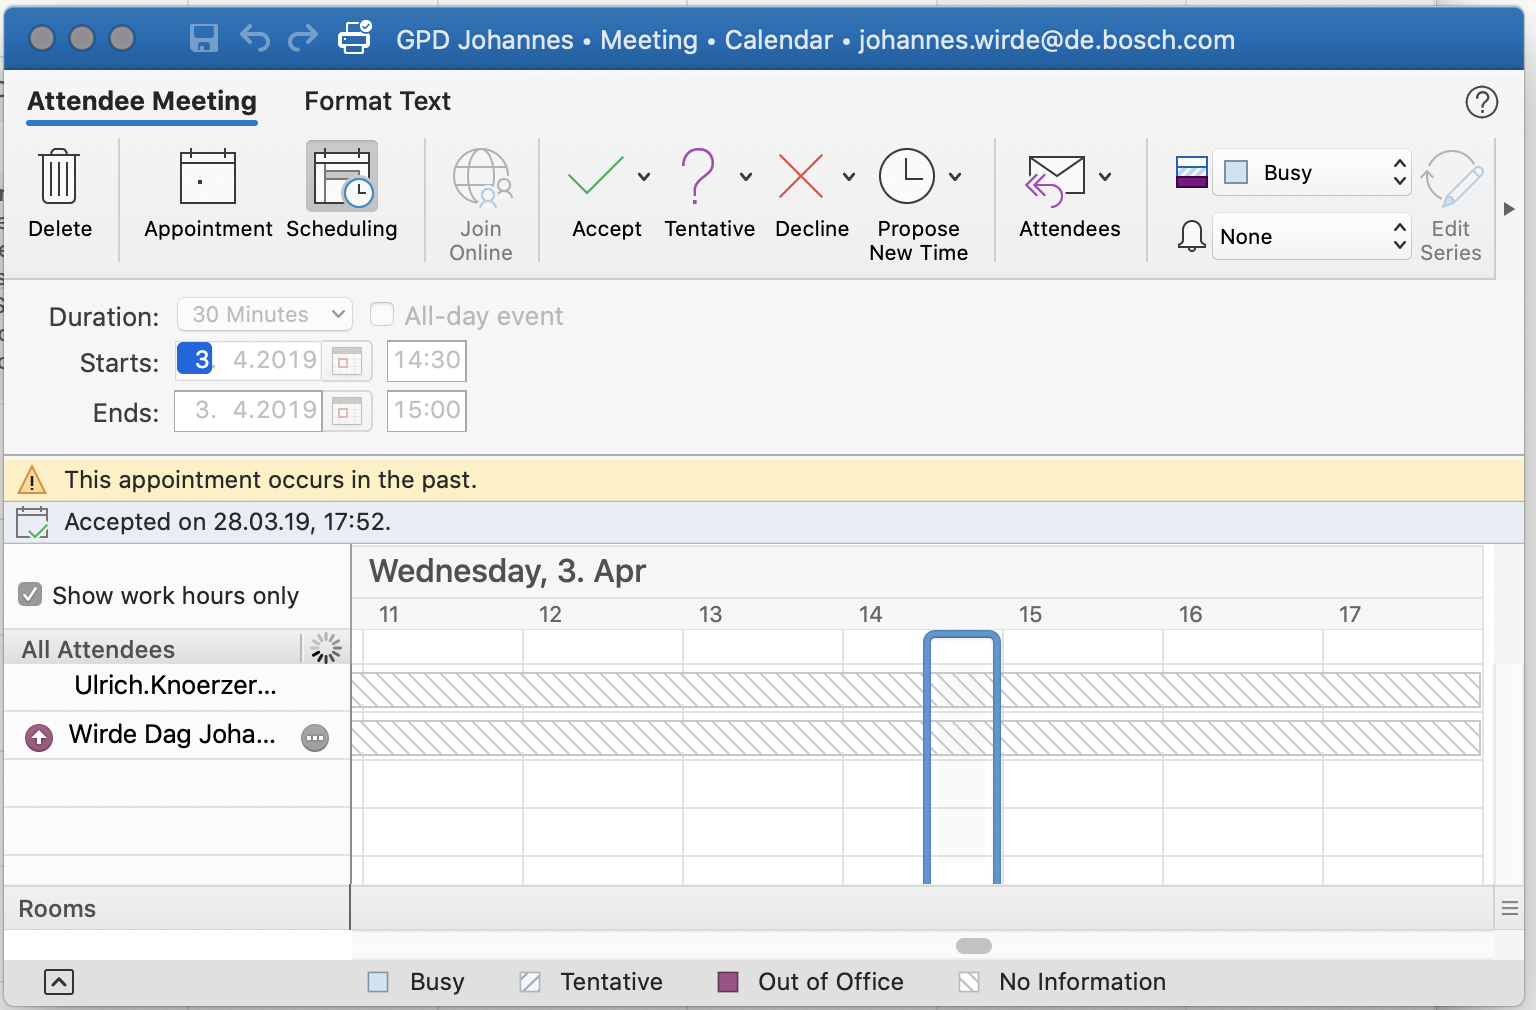 GPD Johannes • Meeting • Calendar • johannes.wirde@de.bosch.com
Attendee Meeting Format Text
Delete Appointment Scheduling Join Online Accept Tentative Decline Propose New Time Attendees Busy None Edit Series
Duration: 30 Minutes All-day event
Starts: 3. 4.2019 14:30
Ends: 3. 4.2019 15:00
This appointment occurs in the past.
Accepted on 28.03.19, 17:52.
Wednesday, 3. Apr
Show work hours only
11 12 13 14 15 16 17
All Attendees
Ulrich.Knoerzer...
Wirde Dag Joha...
Rooms
Busy Tentative Out of Office No Information